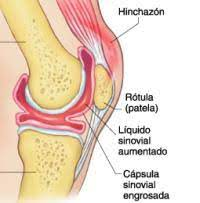 Hinchazón
Rótula
(patela)
Líquido
sinovial
aumentado
Cápsula
sinovial
engrosada